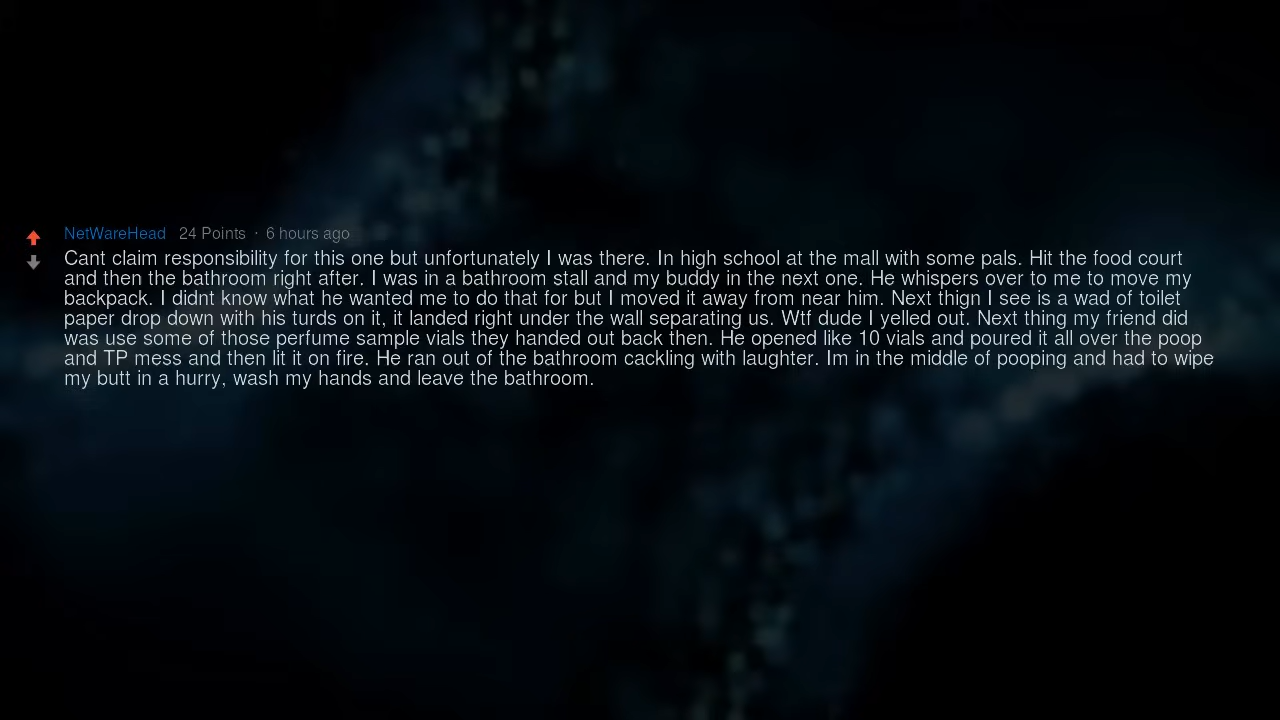 NetWareHead 24 Points · 6 hours ago
Cant claim responsibility for this one but unfortunately I was there. In high school at the mall with some pals. Hit the food court
and then the bathroom right after. I was in a bathroom stall and my buddy in the next one. He whispers over to me to move my
backpack. I didnt know what he wanted me to do that for but I moved it away from near him. Next thign I see is a wad of toilet
paper drop down with his turds on it, it landed right under the wall separating us. Wtf dude I yelled out. Next thing my friend did
was use some of those perfume sample vials they handed out back then. He opened like 10 vials and poured it all over the poop
and TP mess and then lit it on fire. He ran out of the bathroom cackling with laughter. Im in the middle of pooping and had to wipe
my butt in a hurry, wash my hands and leave the bathroom.